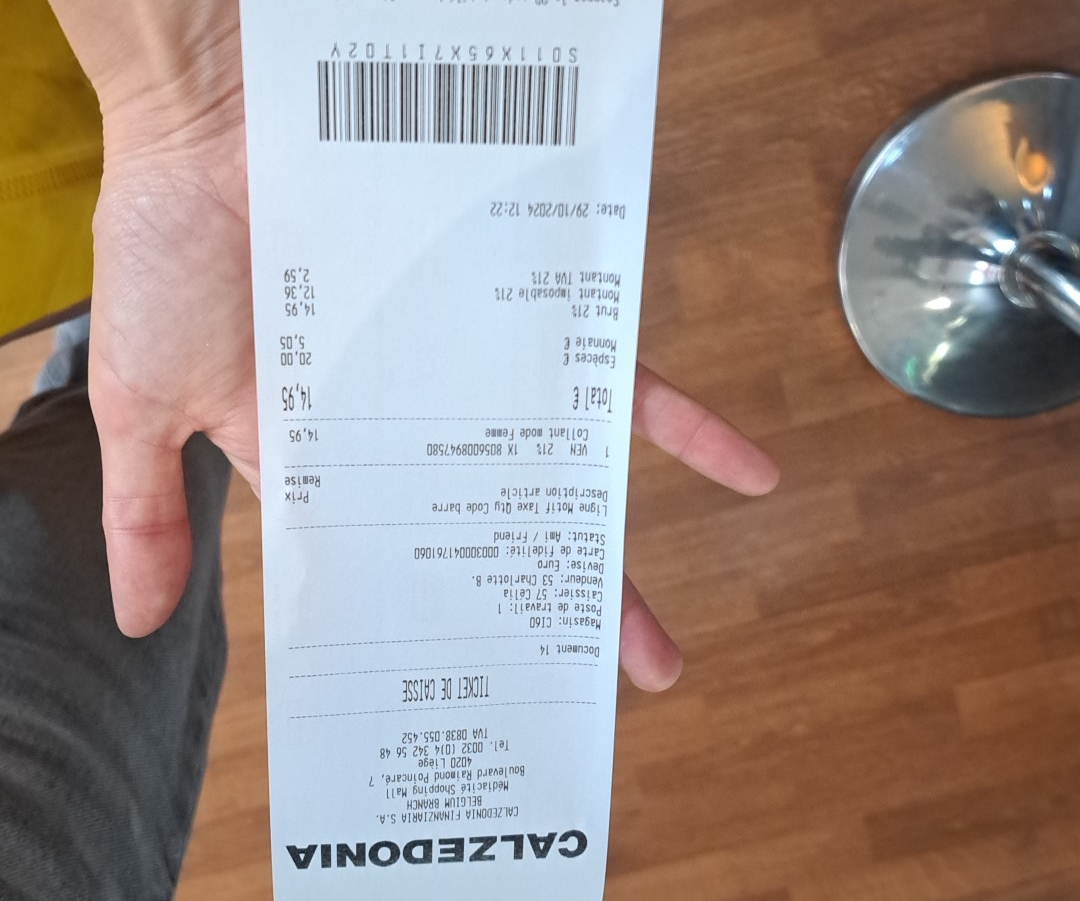 CALZEDONIA
CALZEDONIA FINANZIARIA S.A.
BELGIUM BRANCH
Médiacité Shopping Mall
Boulevard Raimond Poincaré, 7
4020 Liège
Tel. 0032 (0)4 342 56 48
TVA 0838.055.452
TICKET DE CAISSE
Document 14
Magasin: CI60
Poste de travail: 1
Caissier: 57 Célia
Vendeur: 53 Charlotte B.
Devise: Euro
Carte de Fidelité: 0003000041761060
Statut: Ami / Friend
Ligne Motif Taxe Qty Code barre
Description article Prix
Remise
1 VEN 21% 1X 8056008947580
Collant mode Femme 14,95
Total € 14,95
Espèces € 20,00
Monnaie € 5,05
Brut 21% 14,95
Montant imposable 21% 12,36
Montant TVA 21% 2,59
Date: 29/10/2024 12:22
S011X65X7I1T02Y